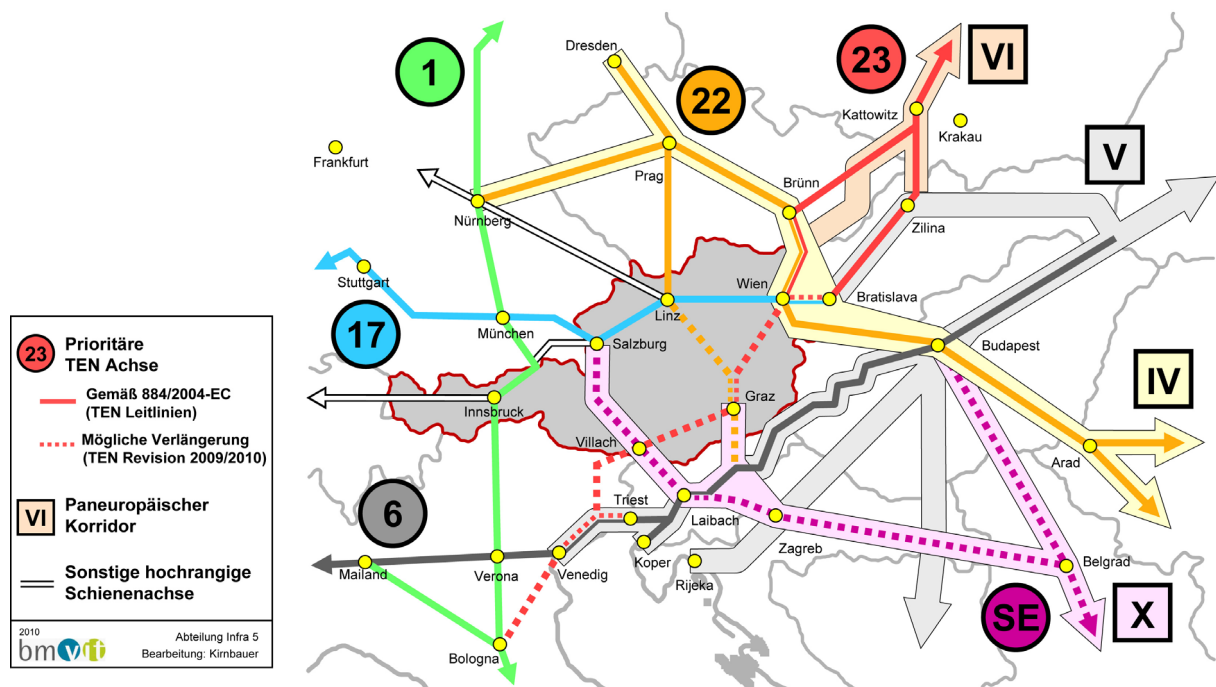 1
22
23
VI
V
17
6
IV
SE
X
Dresden
Kattowitz
Krakau
Frankfurt
Prag
Brünn
Nürnberg
Zilina
Stuttgart
Wien
Bratislava
Linz
München
Salzburg
Budapest
Innsbruck
Graz
Villach
Arad
Triest
Laibach
Zagreb
Mailand
Verona
Venedig
Koper
Rijeka
Belgrad
Bologna
23
Prioritäre
TEN Achse
Gemäß 884/2004-EC
(TEN Leitlinien)
Mögliche Verlängerung
(TEN Revision 2009/2010)
VI
Paneuropäischer
Korridor
Sonstige hochrangige
Schienenachse
2010
bmvit
Abteilung Infra 5
Bearbeitung: Kirnbauer